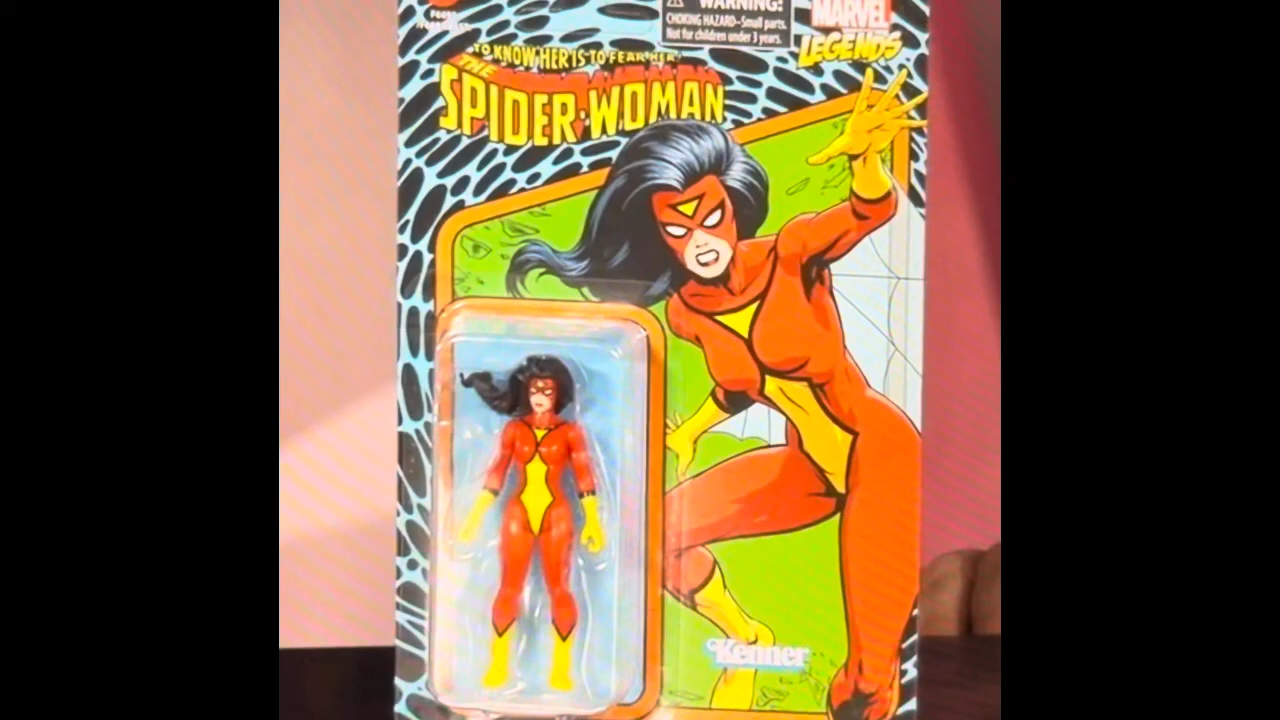 WARNING:
CHOKING HAZARD–Small parts.
Not for children under 3 years.
MARVEL
LEGENDS
TO KNOW HER IS TO FEAR HER!
THE
SPIDER-WOMAN
Kenner